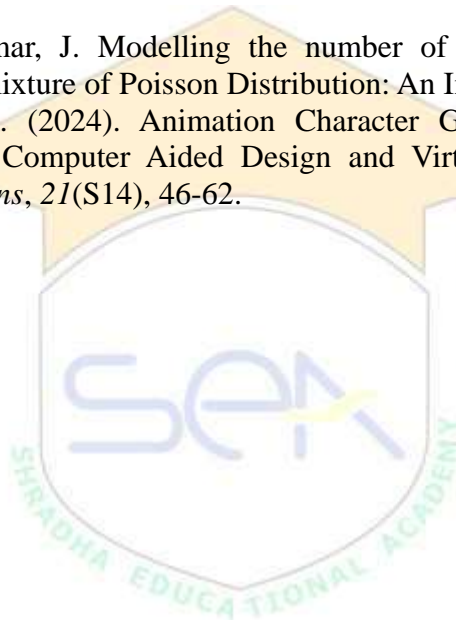 mar, J. Modelling the number of
ixture of Poisson Distribution: An I
. (2024). Animation Character G
Computer Aided Design and Virt
ns, 21(S14), 46-62.
SEA
SHRADHA EDUCATIONAL ACADEMY